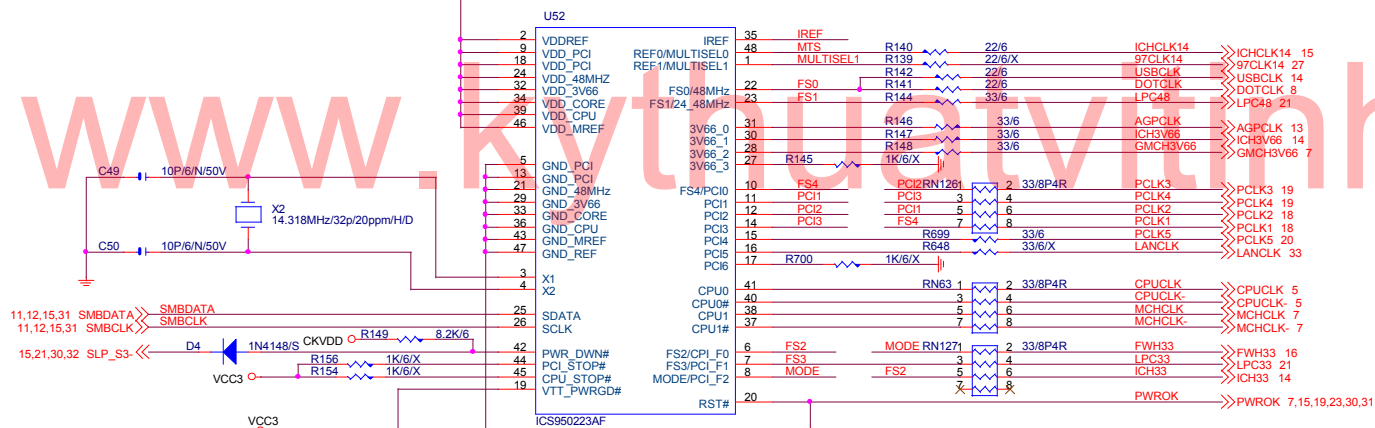 U52
2 VDDREF IREF 35 IREF
9 VDD_PCI REF0/MULTISEL0 48 MTS R140 22/6 ICHCLK14 ICHCLK14 15
18 VDD_PCI REF1/MULTISEL1 1 MULTISEL1 R139 22/6/X 97CLK14 97CLK14 27
24 VDD_48MHZ R142 22/6 USBCLK USBCLK 14
32 VDD_3V66 FS0/48MHz 22 FS0 R141 22/6 DOTCLK DOTCLK 8
34 VDD_CORE FS1/24_48MHz 23 FS1 R144 33/6 LPC48 LPC48 21
39 VDD_CPU
46 VDD_MREF 3V66_0 31 R146 33/6 AGPCLK AGPCLK 13
3V66_1 30 R147 33/6 ICH3V66 ICH3V66 14
3V66_2 28 R148 33/6 GMCH3V66 GMCH3V66 7
5 GND_PCI 3V66_3 27 R145 1K/6/X
www.kythuatvitinh
13 GND_PCI
C49 10P/6/N/50V 21 GND_48MHz FS4/PCI0 10 FS4 PCI2 RN126 1 2 33/8P4R PCLK3 PCLK3 19
29 GND_3V66 PCI1 11 PCI1 PCI3 3 4 PCLK4 PCLK4 19
X2 33 GND_CORE PCI2 12 PCI2 PCI1 5 6 PCLK2 PCLK2 18
14.318MHz/32p/20ppm/H/D 36 GND_CPU PCI3 14 PCI3 FS4 7 8 PCLK1 PCLK1 18
43 GND_MREF PCI4 15 R699 33/6 PCLK5 PCLK5 20
C50 10P/6/N/50V 47 GND_REF PCI5 16 R648 33/6/X LANCLK LANCLK 33
PCI6 17 R700 1K/6/X
3 X1
4 X2 CPU0 41 RN63 1 2 33/8P4R CPUCLK CPUCLK 5
CPU0# 40 3 4 CPUCLK- CPUCLK- 5
11,12,15,31 SMBDATA SMBDATA 25 SDATA CPU1 38 5 6 MCHCLK MCHCLK 7
11,12,15,31 SMBCLK SMBCLK 26 SCLK CPU1# 37 7 8 MCHCLK- MCHCLK- 7
CKVDD R149 8.2K/6
15,21,30,32 SLP_S3- D4 1N4148/S 42 PWR_DWN# FS2/CPI_F0 6 FS2 MODE RN127 1 2 33/8P4R FWH33 FWH33 16
R156 1K/6/X 44 PCI_STOP# FS3/PCI_F1 7 FS3 3 4 LPC33 LPC33 21
VCC3 R154 1K/6/X 45 CPU_STOP# MODE/PCI_F2 8 MODE FS2 5 6 ICH33 ICH33 14
19 VTT_PWRGD# 7 8
RST# 20 PWROK PWROK 7,15,19,23,30,31
VCC3 ICS950223AF